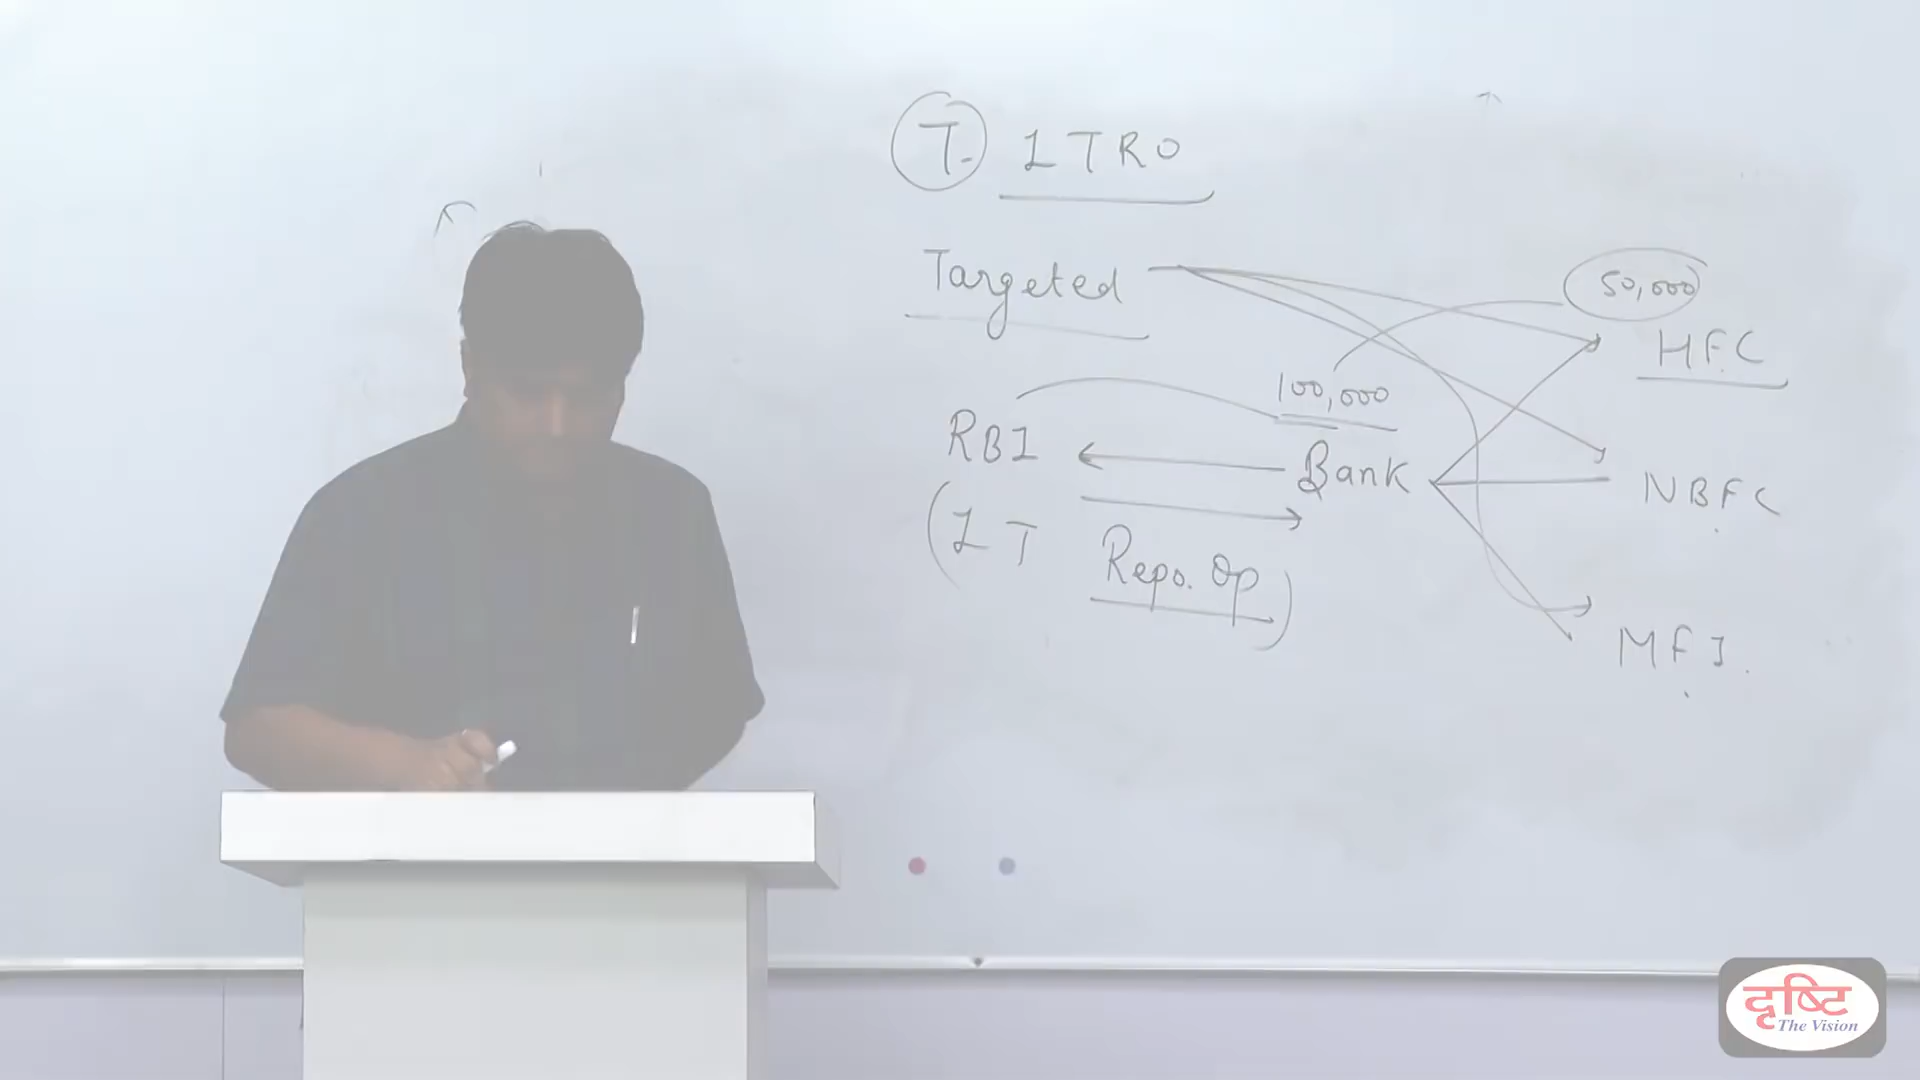 T. LTRO
Targeted
50,000
HFC
100,000
RBI
Bank
NBFC
(LT Repo. Op)
MFI.
दृष्टि
The Vision